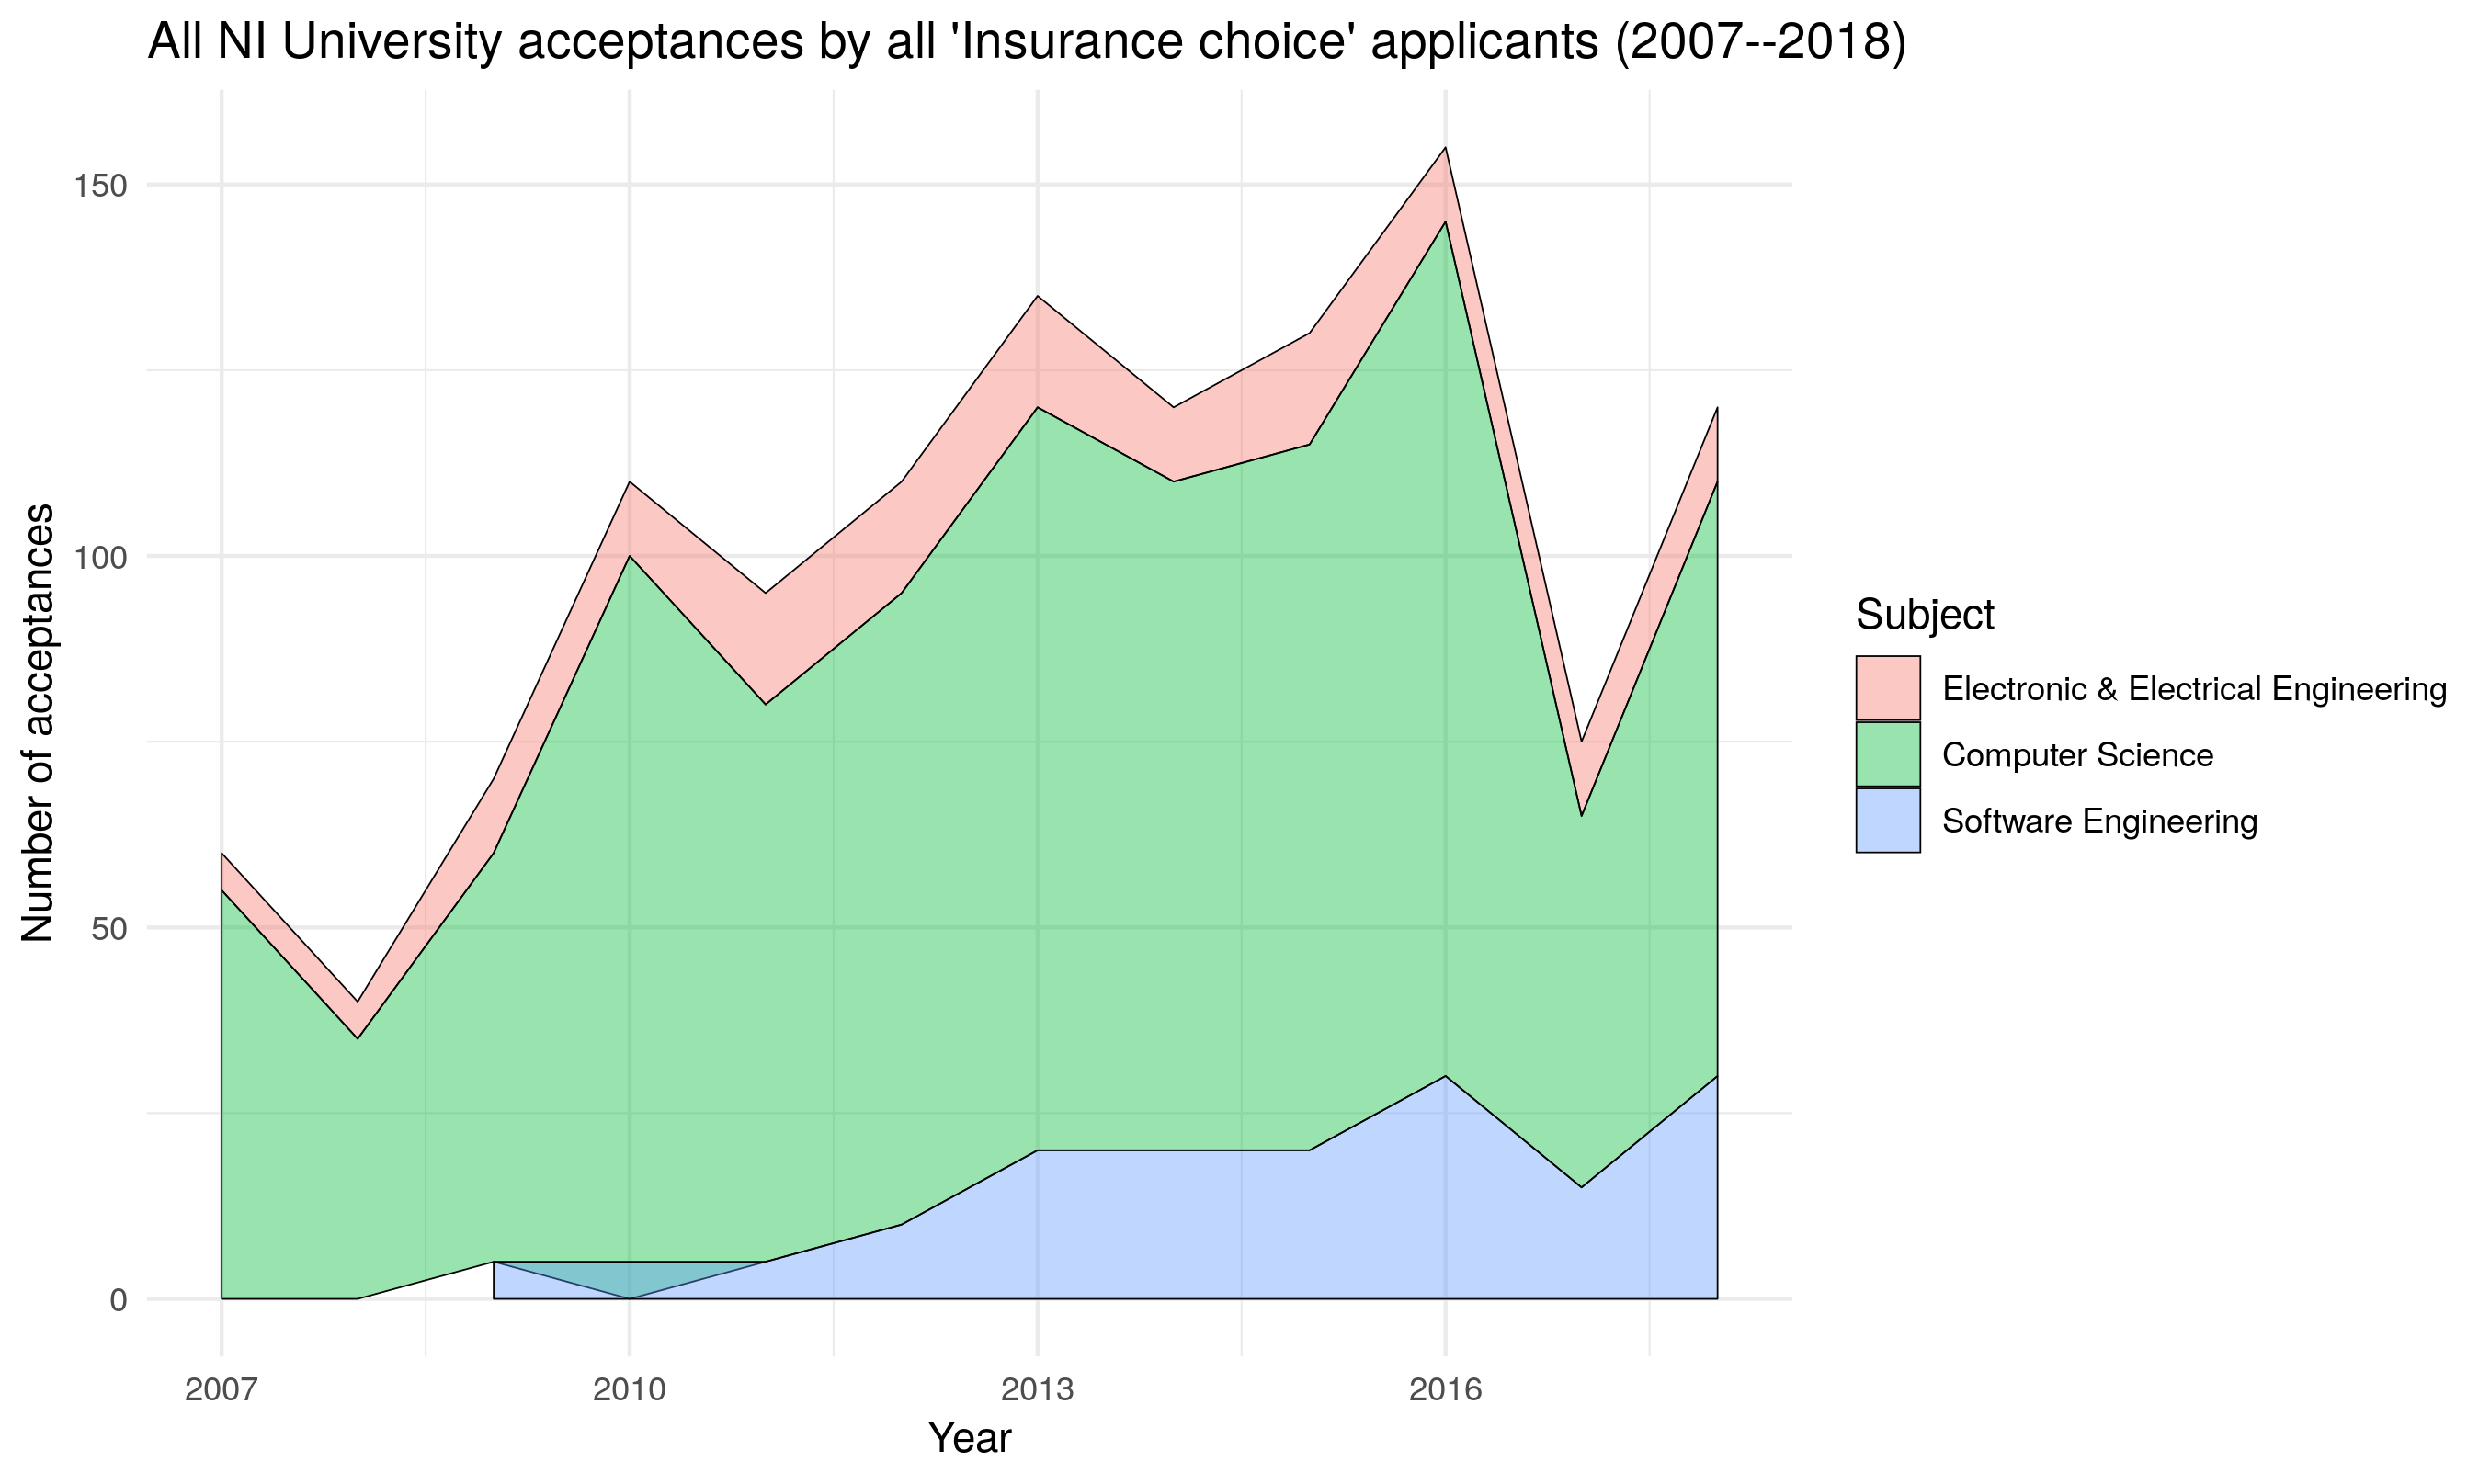 All NI University acceptances by all 'Insurance choice' applicants (2007--2018)
150
100
50
0
Number of acceptances
2007
2010
2013
2016
Year
Subject
Electronic & Electrical Engineering
Computer Science
Software Engineering